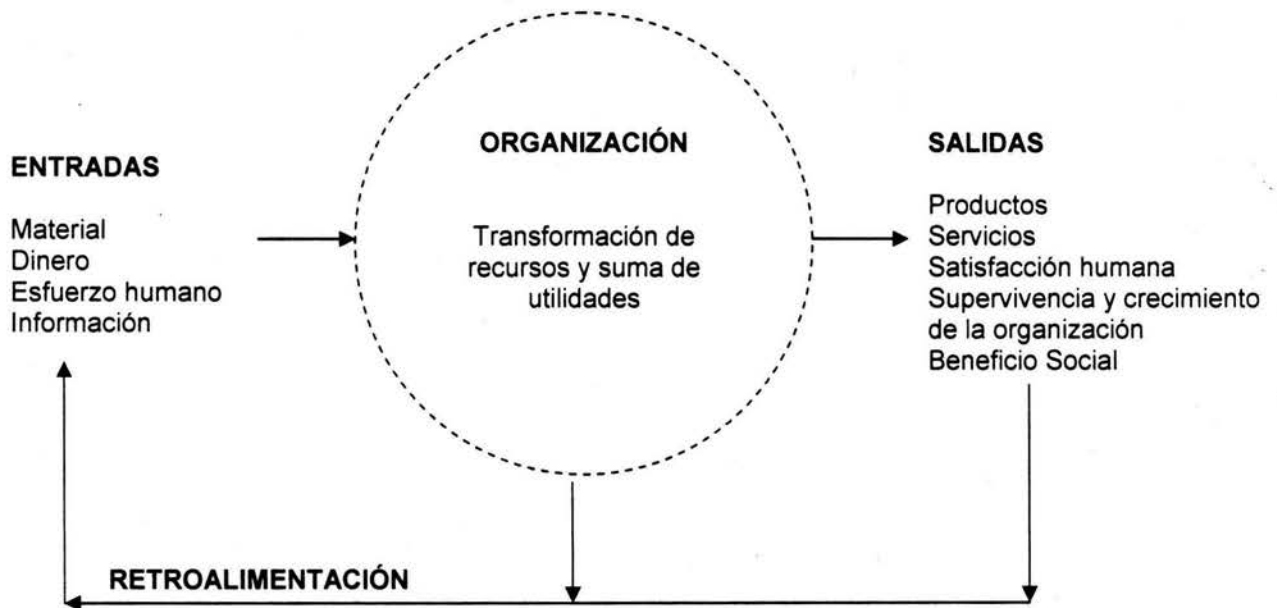 ENTRADAS
Material
Dinero
Esfuerzo humano
Información
ORGANIZACIÓN
Transformación de
recursos y suma de
utilidades
SALIDAS
Productos
Servicios
Satisfacción humana
Supervivencia y crecimiento
de la organización
Beneficio Social
RETROALIMENTACIÓN